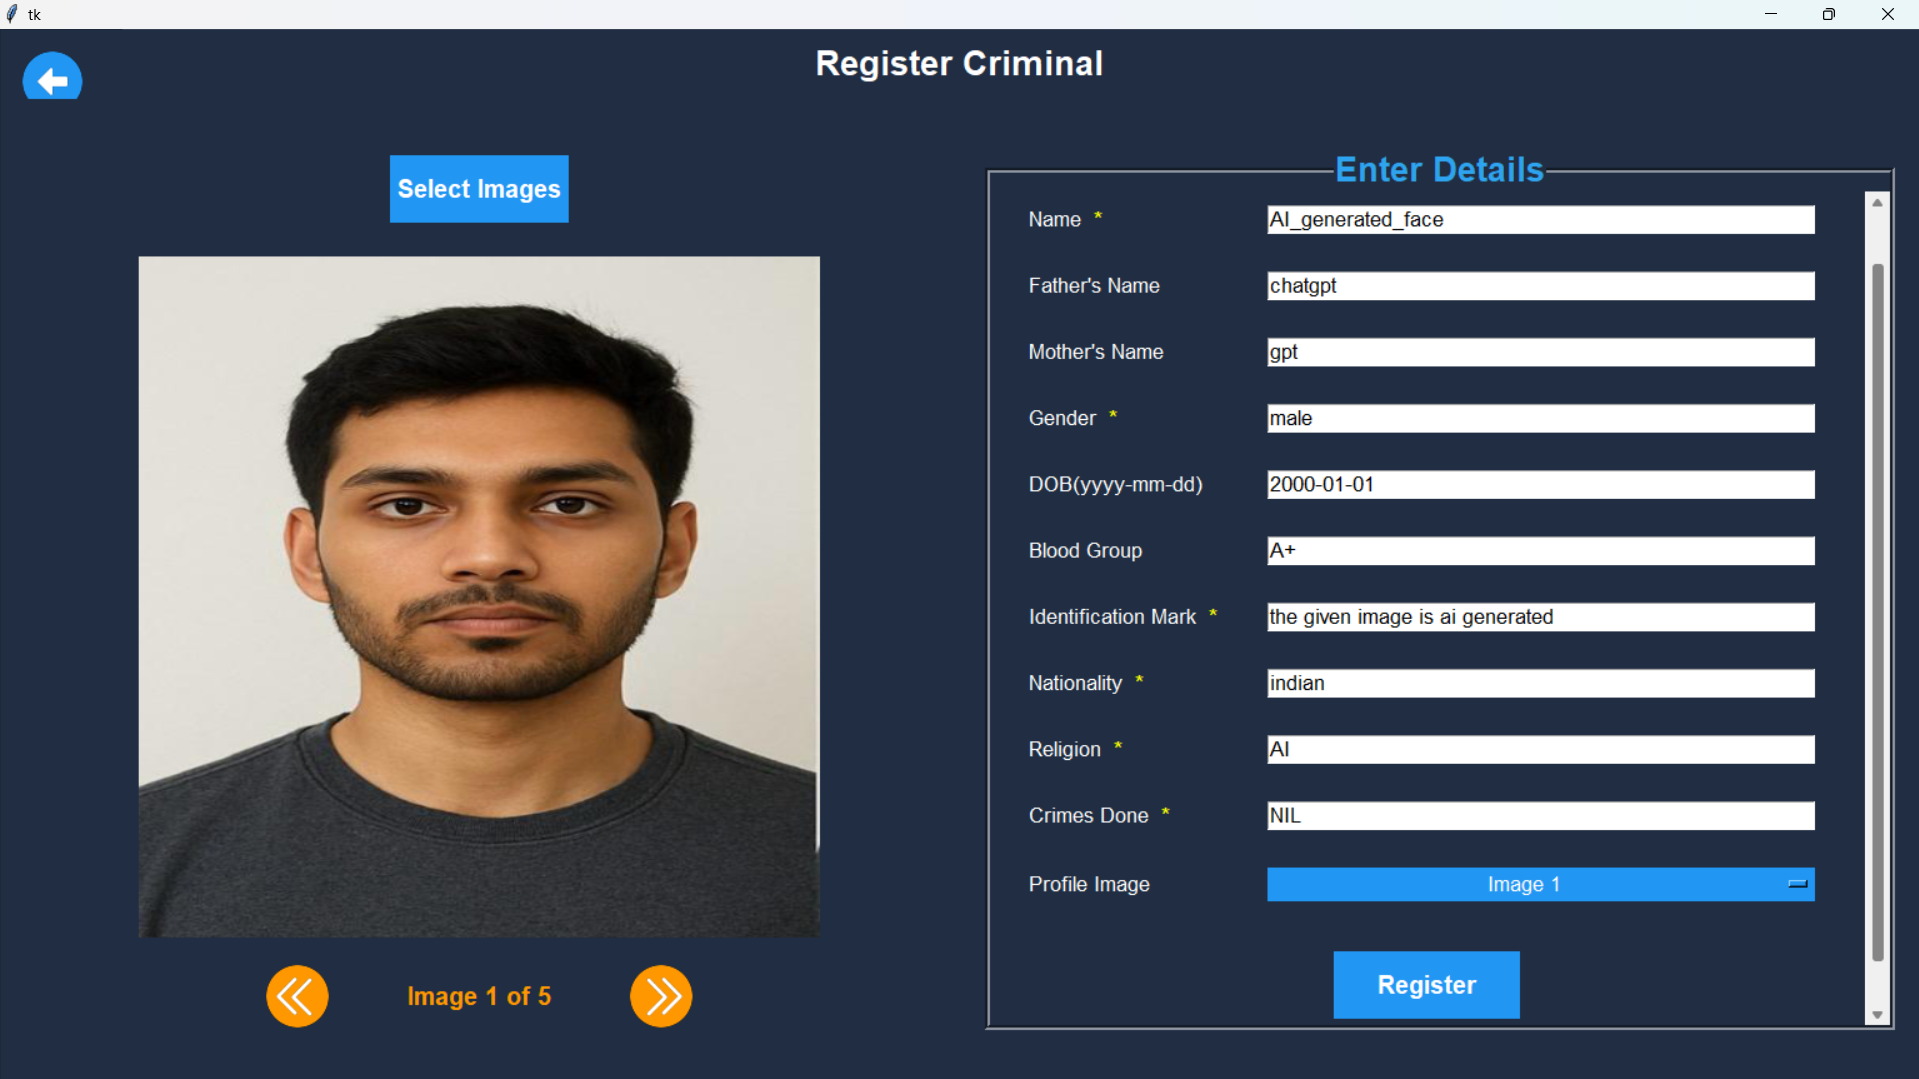 tk
Register Criminal
Select Images
Image 1 of 5
Enter Details
Name * AI_generated_face
Father's Name chatgpt
Mother's Name gpt
Gender * male
DOB(yyyy-mm-dd) 2000-01-01
Blood Group A+
Identification Mark * the given image is ai generated
Nationality * indian
Religion * AI
Crimes Done * NIL
Profile Image Image 1
Register